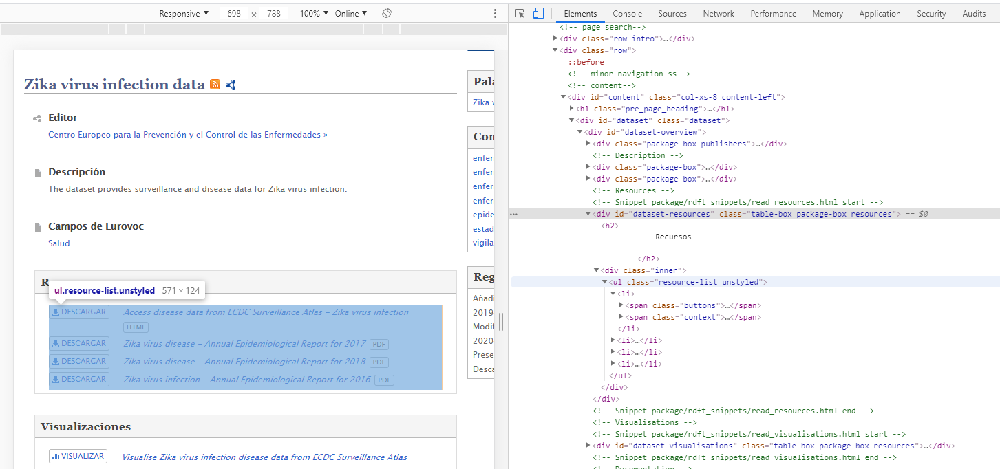 Responsive ▼ 698 x 788 100% ▼ Online ▼
Zika virus infection data
Editor
Centro Europeo para la Prevención y el Control de las Enfermedades »
Descripción
The dataset provides surveillance and disease data for Zika virus infection.
Campos de Eurovoc
Salud
R
ul.resource-list.unstyled 571 × 124
DESCARGAR Access disease data from ECDC Surveillance Atlas – Zika virus infection
HTML
DESCARGAR Zika virus disease – Annual Epidemiological Report for 2017 PDF
DESCARGAR Zika virus disease – Annual Epidemiological Report for 2018 PDF
DESCARGAR Zika virus infection – Annual Epidemiological Report for 2016 PDF
Visualizaciones
VISUALIZAR Visualise Zika virus infection disease data from ECDC Surveillance Atlas
Pala
Zika v
Con
enfer
enfer
enfer
enfer
epide
estad
vigila
Reg
Añadi
2019
Modif
2020
Prese
Desca
Elements Console Sources Network Performance Memory Application Security Audits
<!-- page search-->
<div class="row intro">…</div>
<div class="row">
::before
<!-- minor navigation ss-->
<!-- content-->
<div id="content" class="col-xs-8 content-left">
<h1 class="pre_page_heading">…</h1>
<div id="dataset" class="dataset">
<div id="dataset-overview">
<div class="package-box publishers">…</div>
<!-- Description -->
<div class="package-box">…</div>
<div class="package-box">…</div>
<!-- Resources -->
<!-- Snippet package/rdft_snippets/read_resources.html start -->
<div id="dataset-resources" class="table-box package-box resources"> == $0
<h2>
Recursos
</h2>
<div class="inner">
<ul class="resource-list unstyled">
<li>
<span class="buttons">…</span>
<span class="context">…</span>
</li>
<li>…</li>
<li>…</li>
<li>…</li>
</ul>
</div>
</div>
<!-- Snippet package/rdft_snippets/read_resources.html end -->
<!-- Visualisations -->
<!-- Snippet package/rdft_snippets/read_visualisations.html start -->
<div id="dataset-visualisations" class="table-box package-box resources">…</div>
<!-- Snippet package/rdft_snippets/read_visualisations.html end -->
<!-- Documentation -->